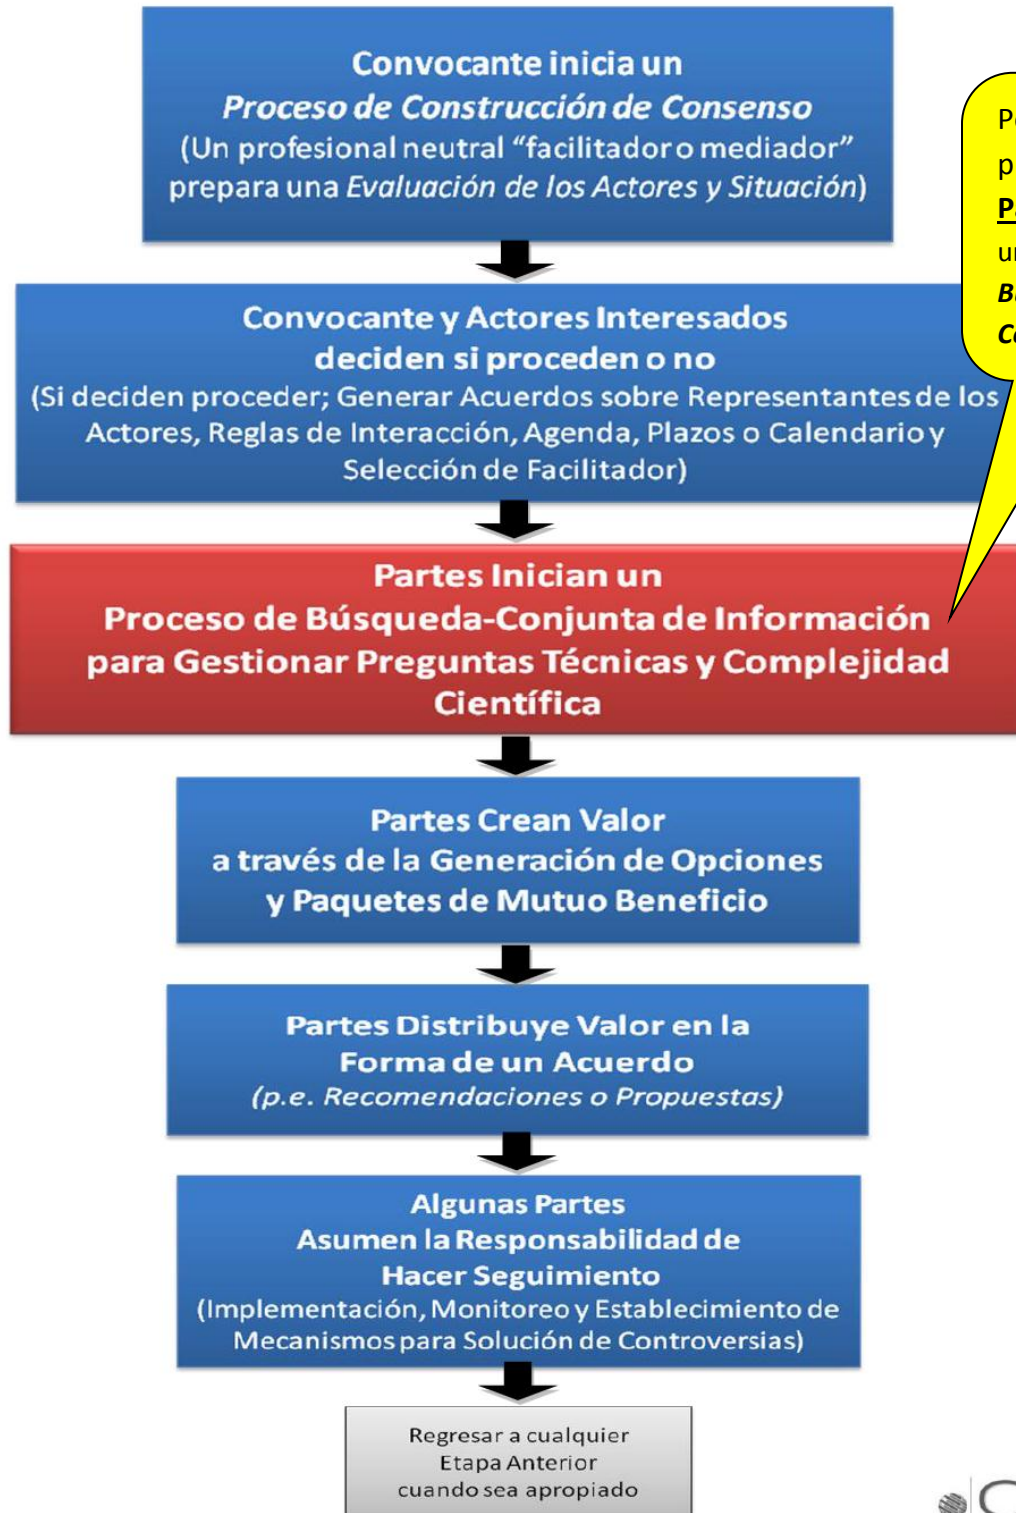 Convocante inicia un
Proceso de Construcción de Consenso
(Un profesional neutral “facilitador o mediador”
prepara una Evaluación de los Actores y Situación)
Convocante y Actores Interesados
deciden si proceden o no
(Si deciden proceder; Generar Acuerdos sobre Representantes de los
Actores, Reglas de Interacción, Agenda, Plazos o Calendario y
Selección de Facilitador)
Partes Inician un
Proceso de Búsqueda-Conjunta de Información
para Gestionar Preguntas Técnicas y Complejidad
Científica
Partes Crean Valor
a través de la Generación de Opciones
y Paquetes de Mutuo Beneficio
Partes Distribuye Valor en la
Forma de un Acuerdo
(p.e. Recomendaciones o Propuestas)
Algunas Partes
Asumen la Responsabilidad de
Hacer Seguimiento
(Implementación, Monitoreo y Establecimiento de
Mecanismos para Solución de Controversias)
Regresar a cualquier
Etapa Anterior
cuando sea apropiado